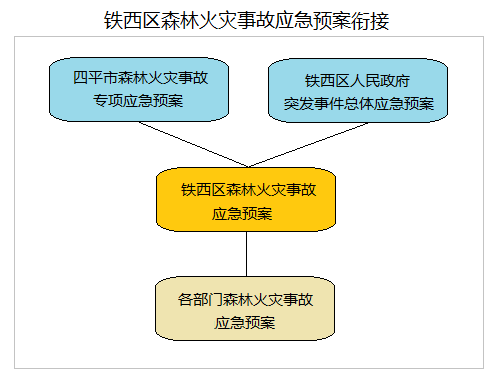 铁西区森林火灾事故应急预案衔接
四平市森林火灾事故
专项应急预案
铁西区人民政府
突发事件总体应急预案
铁西区森林火灾事故
应急预案
各部门森林火灾事故
应急预案